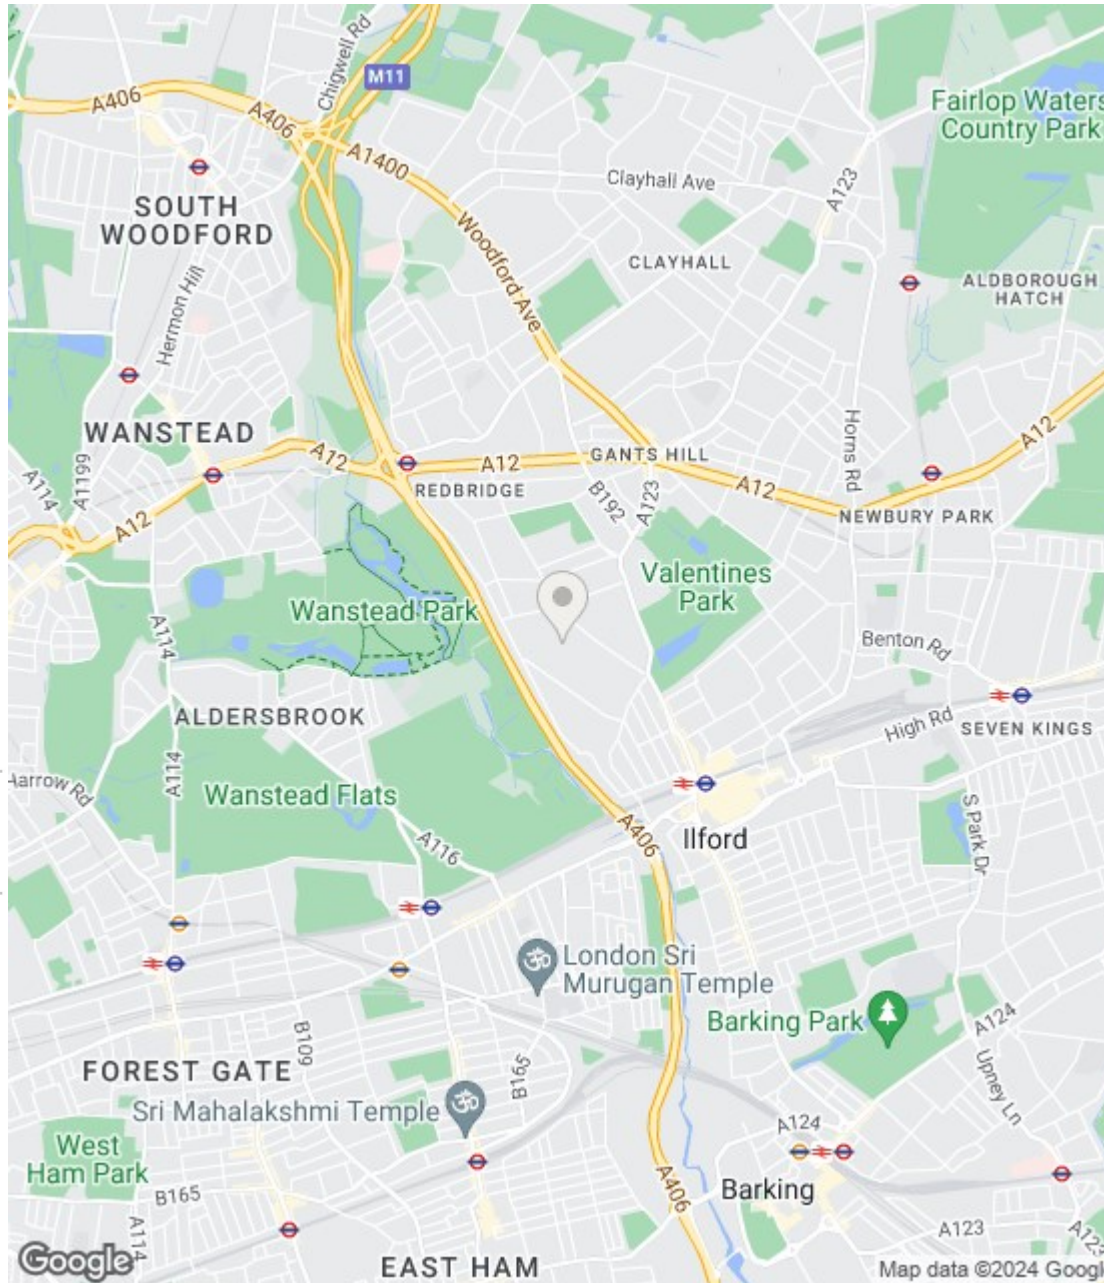 Chigwell Rd
M11
A406
A406
A1400
Fairlop Waters
Country Park
Clayhall Ave
A123
SOUTH
WOODFORD
Woodford Ave
CLAYHALL
ALDBOROUGH
HATCH
Hermon Hill
WANSTEAD
A12
Horns Rd
A12
A12
GANTS HILL
A12
A114
A1199
REDBRIDGE
B192
A123
A12
NEWBURY PARK
Valentines
Park
Wanstead Park
A114
Benton Rd
ALDERSBROOK
High Rd
SEVEN KINGS
A114
Harrow Rd
Wanstead Flats
S Park Dr
A406
Ilford
A116
London Sri
Murugan Temple
Barking Park
A124
B109
B165
Upney Ln
FOREST GATE
Sri Mahalakshmi Temple
A124
West
Ham Park
A406
Barking
B165
A114
A123
A123
EAST HAM
Google
Map data ©2024 Google